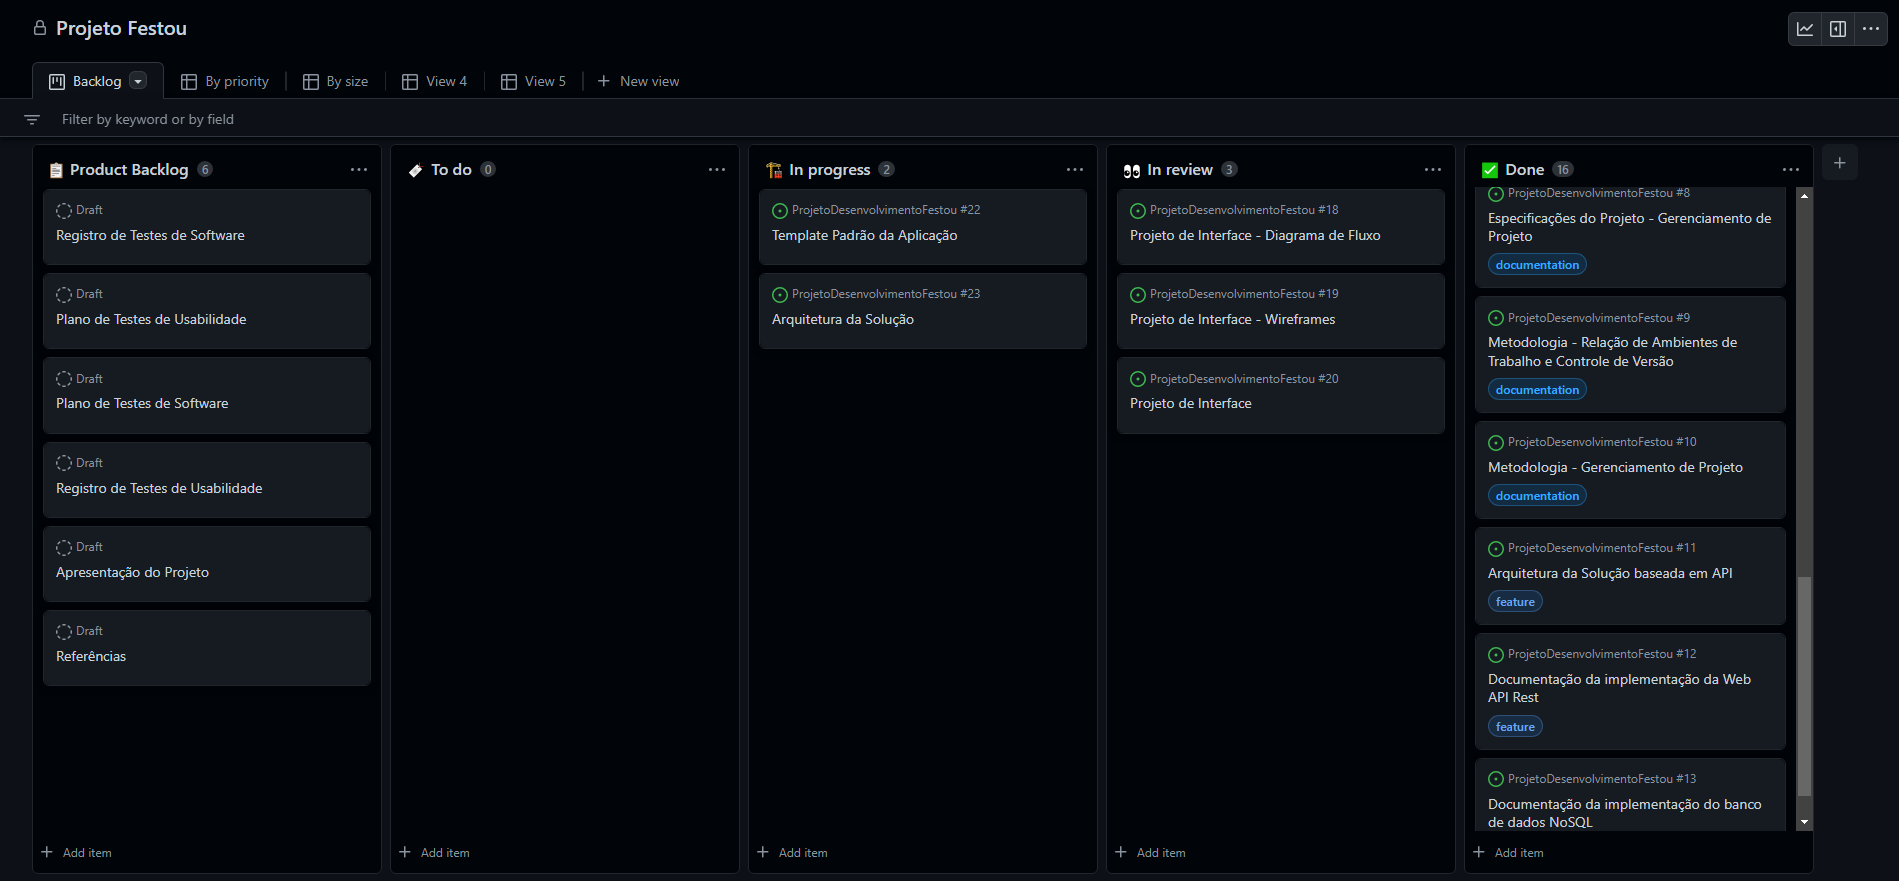 Projeto Festou
Backlog
By priority
By size
View 4
View 5
New view
Filter by keyword or by field
Product Backlog 6
Draft
Registro de Testes de Software
Draft
Plano de Testes de Usabilidade
Draft
Plano de Testes de Software
Draft
Registro de Testes de Usabilidade
Draft
Apresentação do Projeto
Draft
Referências
Add item
To do 0
Add item
In progress 2
ProjetoDesenvolvimentoFestou #22
Template Padrão da Aplicação
ProjetoDesenvolvimentoFestou #23
Arquitetura da Solução
Add item
In review 3
ProjetoDesenvolvimentoFestou #18
Projeto de Interface - Diagrama de Fluxo
ProjetoDesenvolvimentoFestou #19
Projeto de Interface - Wireframes
ProjetoDesenvolvimentoFestou #20
Projeto de Interface
Add item
Done 16
ProjetoDesenvolvimentoFestou #8
Especificações do Projeto - Gerenciamento de
Projeto
documentation
ProjetoDesenvolvimentoFestou #9
Metodologia - Relação de Ambientes de
Trabalho e Controle de Versão
documentation
ProjetoDesenvolvimentoFestou #10
Metodologia - Gerenciamento de Projeto
documentation
ProjetoDesenvolvimentoFestou #11
Arquitetura da Solução baseada em API
feature
ProjetoDesenvolvimentoFestou #12
Documentação da implementação da Web
API Rest
feature
ProjetoDesenvolvimentoFestou #13
Documentação da implementação do banco
de dados NoSQL
Add item